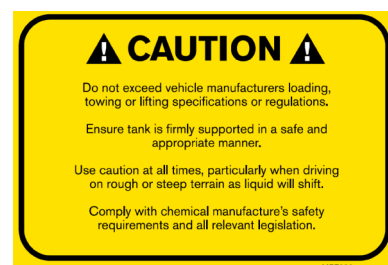 CAUTION
Do not exceed vehicle manufacturers loading,
towing or lifting specifications or regulations.
Ensure tank is firmly supported in a safe and
appropriate manner.
Use caution at all times, particularly when driving
on rough or steep terrain as liquid will shift.
Comply with chemical manufacture's safety
requirements and all relevant legislation.